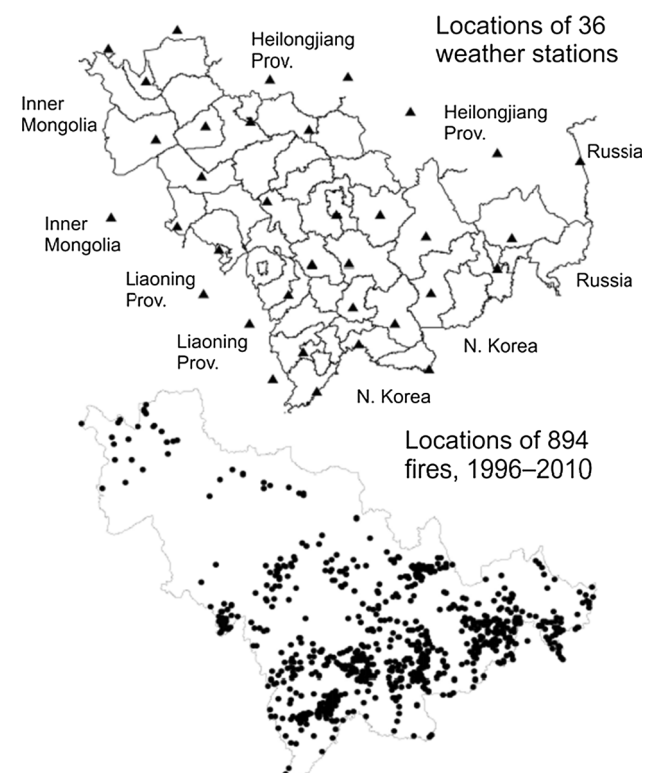 Locations of 36
weather stations
Heilongjiang
Prov.
Inner
Mongolia
Heilongjiang
Prov.
Russia
Inner
Mongolia
Liaoning
Prov.
Russia
Liaoning
Prov.
N. Korea
N. Korea
Locations of 894
fires, 1996–2010